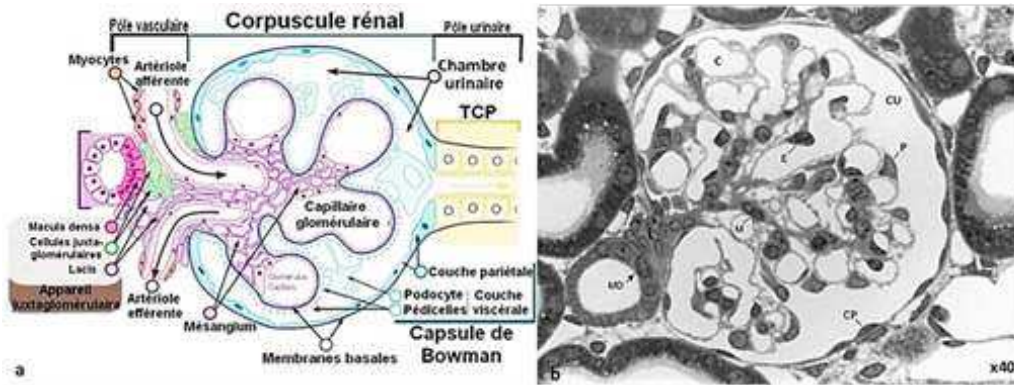 Corpuscule rénal
Pôle vasculaire
Pôle urinaire
Myocytes
Artériole
afférente
Chambre
urinaire
TCP
Capillaire
glomérulaire
Macula densa
Cellules juxta-
glomérulaires
Lacis
Appareil
juxtaglomérulaire
Artériole
efférente
Mésangium
Membranes basales
Couche pariétale
Podocyte
Pédicelles
Couche
viscérale
Capsule de
Bowman
a
C
CU
P
E
M
L
MD
CP
b
x40